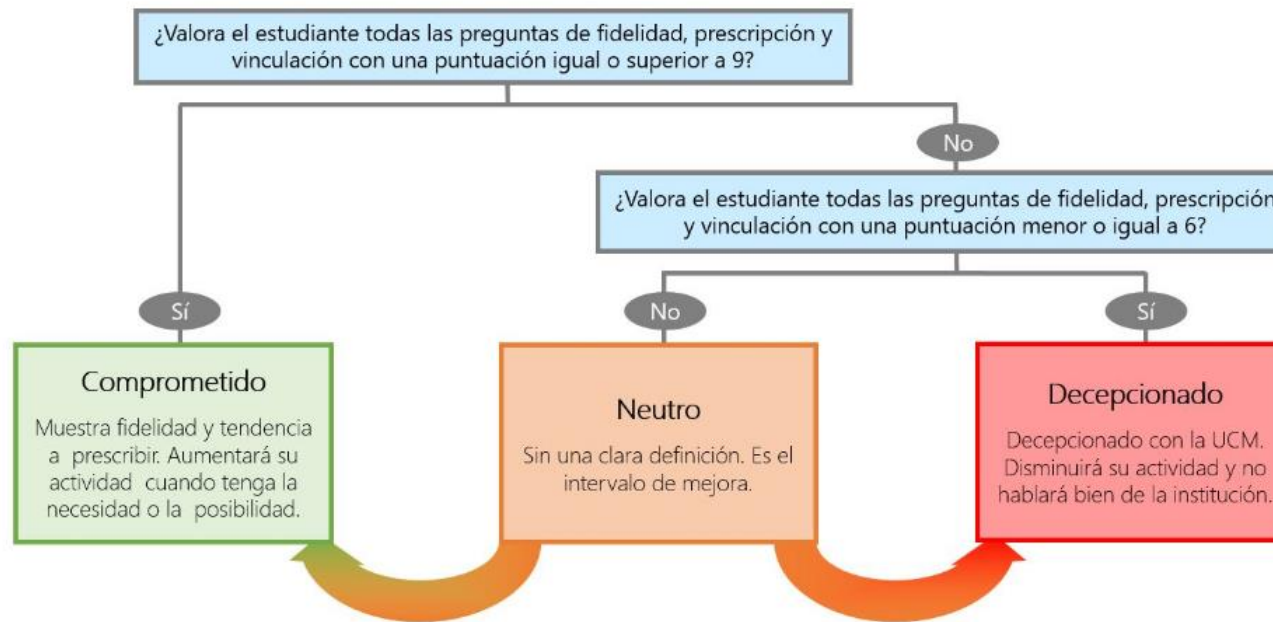 ¿Valora el estudiante todas las preguntas de fidelidad, prescripción y
vinculación con una puntuación igual o superior a 9?
No
¿Valora el estudiante todas las preguntas de fidelidad, prescripción
y vinculación con una puntuación menor o igual a 6?
Sí
No
Sí
Comprometido
Muestra fidelidad y tendencia
a prescribir. Aumentará su
actividad cuando tenga la
necesidad o la posibilidad.
Neutro
Sin una clara definición. Es el
intervalo de mejora.
Decepcionado
Decepcionado con la UCM.
Disminuirá su actividad y no
hablará bien de la institución.